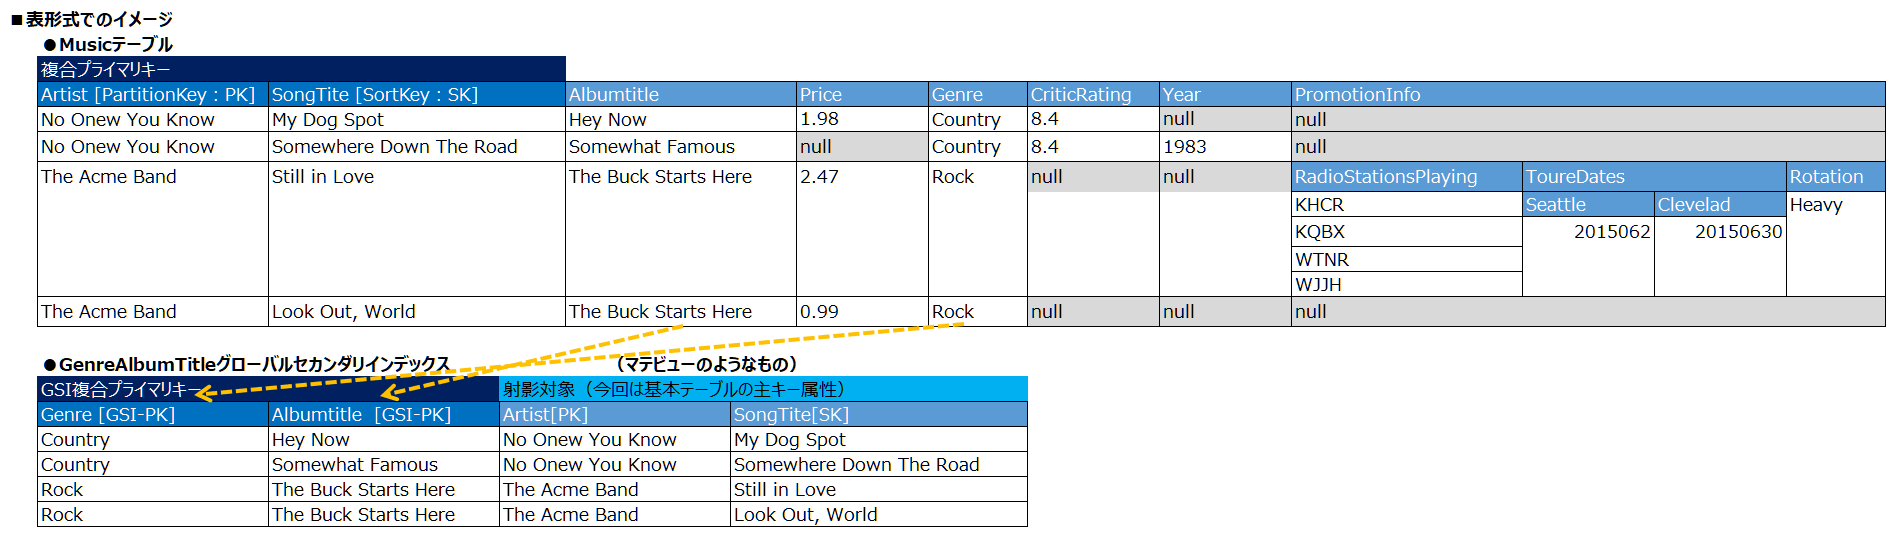 ■表形式でのイメージ
●Musicテーブル
複合プライマリキー
Artist [PartitionKey : PK] SongTite [SortKey : SK] Albumtitle Price Genre CriticRating Year PromotionInfo
No Onew You Know My Dog Spot Hey Now 1.98 Country 8.4 null null
No Onew You Know Somewhere Down The Road Somewhat Famous null Country 8.4 1983 null
The Acme Band Still in Love The Buck Starts Here 2.47 Rock null null RadioStationsPlaying ToureDates Rotation
KHCR Seattle Clevelad Heavy
KQBX 2015062 20150630
WTNR
WJJH
The Acme Band Look Out, World The Buck Starts Here 0.99 Rock null null null
●GenreAlbumTitleグローバルセカンダリインデックス (マテビューのようなもの)
GSI複合プライマリキー 射影対象（今回は基本テーブルの主キー属性）
Genre [GSI-PK] Albumtitle [GSI-PK] Artist[PK] SongTite[SK]
Country Hey Now No Onew You Know My Dog Spot
Country Somewhat Famous No Onew You Know Somewhere Down The Road
Rock The Buck Starts Here The Acme Band Still in Love
Rock The Buck Starts Here The Acme Band Look Out, World